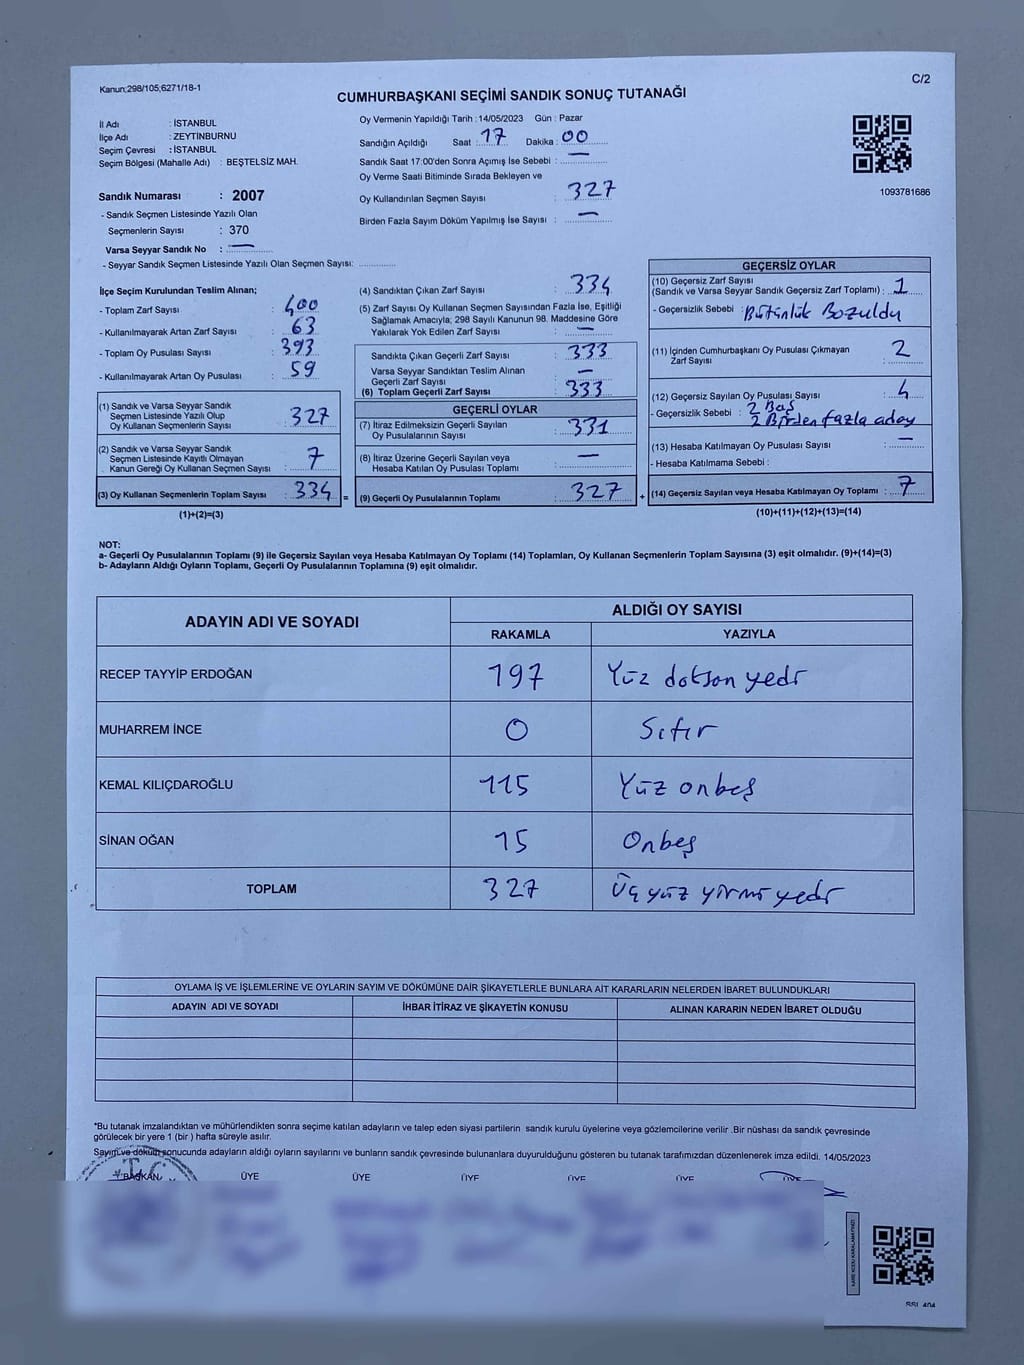 Kanun;298/105;6271/18-1
C/2
CUMHURBAŞKANI SEÇİMİ SANDIK SONUÇ TUTANAĞI
İl Adı : İSTANBUL
İlçe Adı : ZEYTİNBURNU
Seçim Çevresi : İSTANBUL
Seçim Bölgesi (Mahalle Adı) : BEŞTELSİZ MAH.
Sandık Numarası : 2007
- Sandık Seçmen Listesinde Yazılı Olan
Seçmenlerin Sayısı : 370
Varsa Seyyar Sandık No : —
- Seyyar Sandık Seçmen Listesinde Yazılı Olan Seçmen Sayısı: ............
Oy Vermenin Yapıldığı Tarih : 14/05/2023 Gün : Pazar
Sandığın Açıldığı Saat : 17 Dakika : 00
Sandık Saat 17:00'den Sonra Açımış İse Sebebi : —
Oy Verme Saati Bitiminde Sırada Bekleyen ve
Oy Kullandırılan Seçmen Sayısı : 327
Birden Fazla Sayım Döküm Yapılmış İse Sayısı : —
1093781686
İlçe Seçim Kurulundan Teslim Alınan;
- Toplam Zarf Sayısı : 400
- Kullanılmayarak Artan Zarf Sayısı : 63
- Toplam Oy Pusulası Sayısı : 393
- Kullanılmayarak Artan Oy Pusulası : 59
(1) Sandık ve Varsa Seyyar Sandık
Seçmen Listesinde Yazılı Olup
Oy Kullanan Seçmenlerin Sayısı : 327
(2) Sandık ve Varsa Seyyar Sandık
Seçmen Listesinde Kayıtlı Olmayan
Kanun Gereği Oy Kullanan Seçmen Sayısı : 7
(3) Oy Kullanan Seçmenlerin Toplam Sayısı : 334 =
(1)+(2)=(3)
(4) Sandıktan Çıkan Zarf Sayısı : 334
(5) Zarf Sayısı Oy Kullanan Seçmen Sayısından Fazla İse, Eşitliği
Sağlamak Amacıyla; 298 Sayılı Kanunun 98. Maddesine Göre
Yakılarak Yok Edilen Zarf Sayısı : —
Sandıkta Çıkan Geçerli Zarf Sayısı : 333
Varsa Seyyar Sandıktan Teslim Alınan
Geçerli Zarf Sayısı : —
(6) Toplam Geçerli Zarf Sayısı : 333
GEÇERLİ OYLAR
(7) İtiraz Edilmeksizin Geçerli Sayılan
Oy Pusulalarının Sayısı : 331
(8) İtiraz Üzerine Geçerli Sayılan veya
Hesaba Katılan Oy Pusulası Toplamı : —
(9) Geçerli Oy Pusulalarının Toplamı : 327 +
GEÇERSİZ OYLAR
(10) Geçersiz Zarf Sayısı
(Sandık ve Varsa Seyyar Sandık Geçersiz Zarf Toplamı) : 1
- Geçersizlik Sebebi : Bütünlük Bozuldu
(11) İçinden Cumhurbaşkanı Oy Pusulası Çıkmayan
Zarf Sayısı : 2
(12) Geçersiz Sayılan Oy Pusulası Sayısı : 4
- Geçersizlik Sebebi : 2 Boş
2 Birden fazla aday
(13) Hesaba Katılmayan Oy Pusulası Sayısı : —
- Hesaba Katılmama Sebebi :
(14) Geçersiz Sayılan veya Hesaba Katılmayan Oy Toplamı : 7
(10)+(11)+(12)+(13)=(14)
NOT:
a- Geçerli Oy Pusulalarının Toplamı (9) ile Geçersiz Sayılan veya Hesaba Katılmayan Oy Toplamı (14) Toplamları, Oy Kullanan Seçmenlerin Toplam Sayısına (3) eşit olmalıdır. (9)+(14)=(3)
b- Adayların Aldığı Oyların Toplamı, Geçerli Oy Pusulalarının Toplamına (9) eşit olmalıdır.
ADAYIN ADI VE SOYADI ALDIĞI OY SAYISI
RAKAMLA YAZIYLA
RECEP TAYYİP ERDOĞAN 197 Yüz doksan yedi
MUHARREM İNCE 0 Sıfır
KEMAL KILIÇDAROĞLU 115 Yüz onbeş
SİNAN OĞAN 15 Onbeş
TOPLAM 327 Üç yüz yirmi yedi
OYLAMA İŞ VE İŞLEMLERİNE VE OYLARIN SAYIM VE DÖKÜMÜNE DAİR ŞİKAYETLERLE BUNLARA AİT KARARLARIN NELERDEN İBARET BULUNDUKLARI
ADAYIN ADI VE SOYADI İHBAR İTİRAZ VE ŞİKAYETİN KONUSU ALINAN KARARIN NEDEN İBARET OLDUĞU
*Bu tutanak imzalandıktan ve mühürlendikten sonra seçime katılan adayların ve talep eden siyasi partilerin sandık kurulu üyelerine veya gözlemcilerine verilir .Bir nüshası da sandık çevresinde
görülecek bir yere 1 (bir ) hafta süreyle asılır.
Sayım ve döküm sonucunda adayların aldığı oyların sayılarını ve bunların sandık çevresinde bulunanlara duyurulduğunu gösteren bu tutanak tarafımızdan düzenlenerek imza edildi. 14/05/2023
BAŞKAN ÜYE ÜYE ÜYE ÜYE ÜYE ÜYE